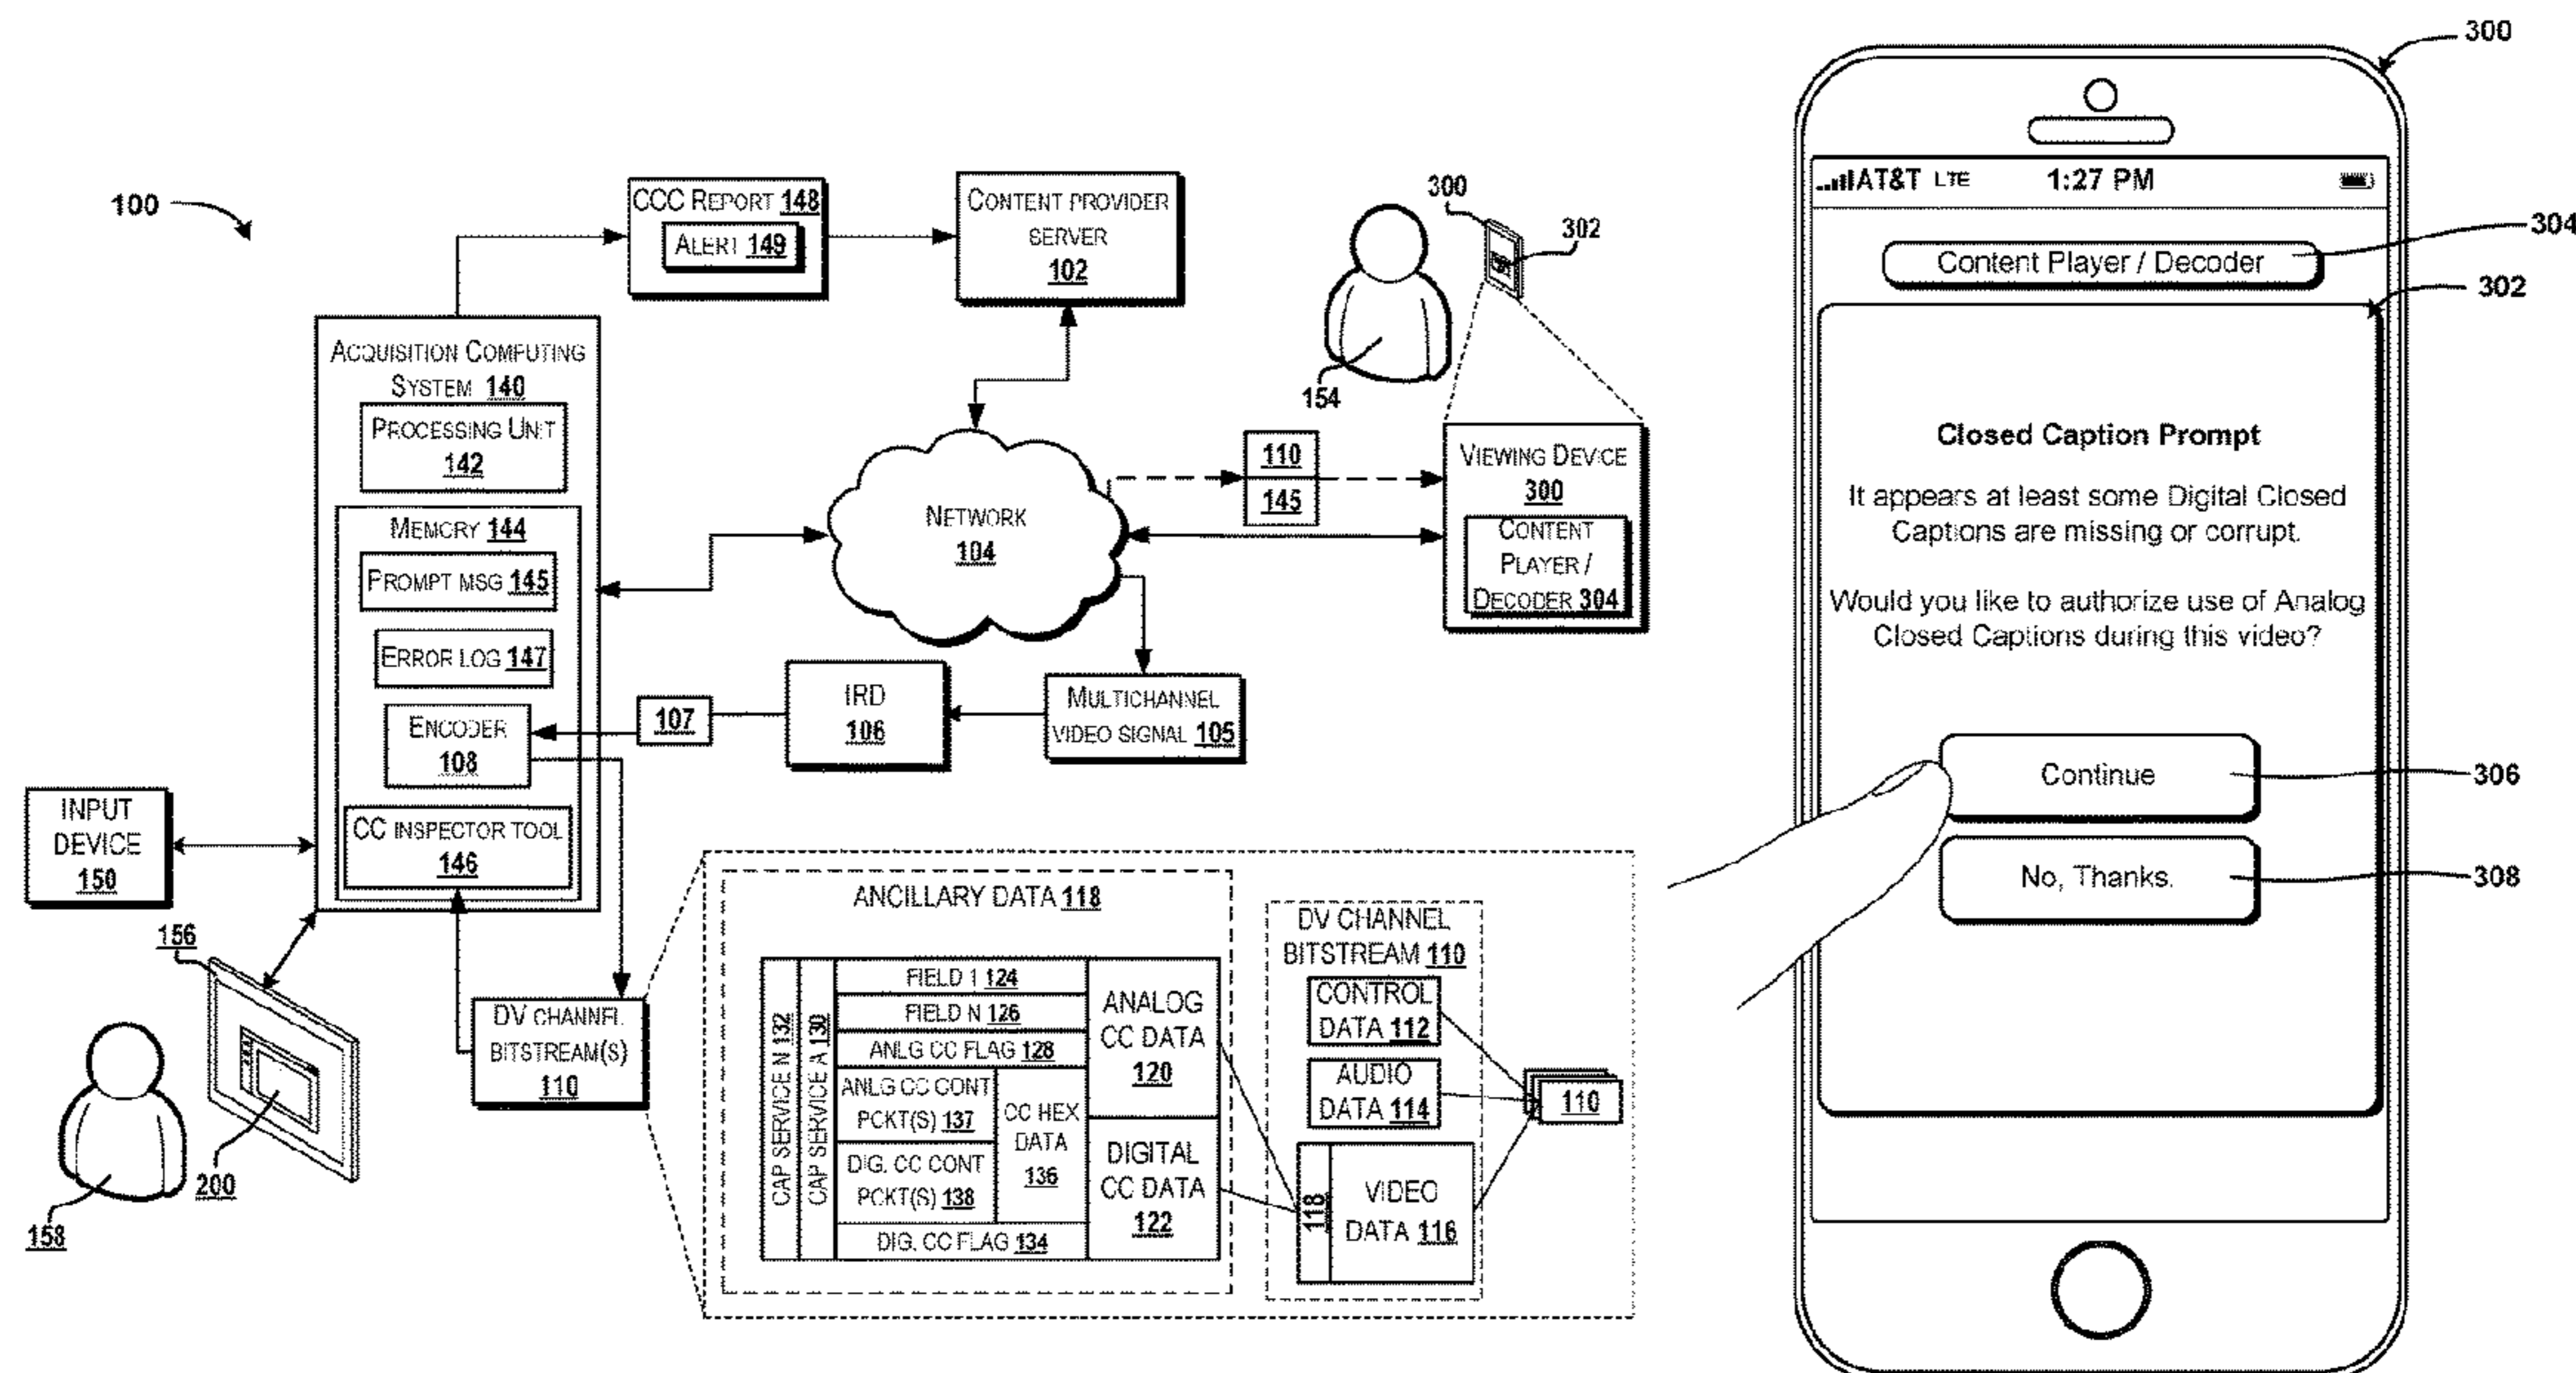 100
CCC REPORT 148
ALERT 149
CONTENT PROVIDER
SERVER
102
300
302
154
ACQUISITION COMPUTING
SYSTEM 140
PROCESSING UNIT
142
MEMORY 144
PROMPT MSG 145
ERROR LOG 147
ENCODER
108
CC INSPECTOR TOOL
146
NETWORK
104
110
145
VIEWING DEVICE
300
CONTENT
PLAYER /
DECODER 304
107
IRD
106
MULTICHANNEL
VIDEO SIGNAL 105
INPUT
DEVICE
150
156
200
158
DV CHANNEL
BITSTREAM(S)
110
ANCILLARY DATA 118
CAP SERVICE N 132
CAP SERVICE A 130
FIELD 1 124
FIELD N 126
ANLG CC FLAG 128
ANLG CC CONT
PCKT(S) 137
DIG. CC CONT
PCKT(S) 138
CC HEX
DATA
136
DIG. CC FLAG 134
ANALOG
CC DATA
120
DIGITAL
CC DATA
122
DV CHANNEL
BITSTREAM 110
CONTROL
DATA 112
AUDIO
DATA 114
118
VIDEO
DATA 116
110
300
AT&T LTE 1:27 PM
Content Player / Decoder
304
302
Closed Caption Prompt
It appears at least some Digital Closed
Captions are missing or corrupt.
Would you like to authorize use of Analog
Closed Captions during this video?
Continue
306
No, Thanks.
308